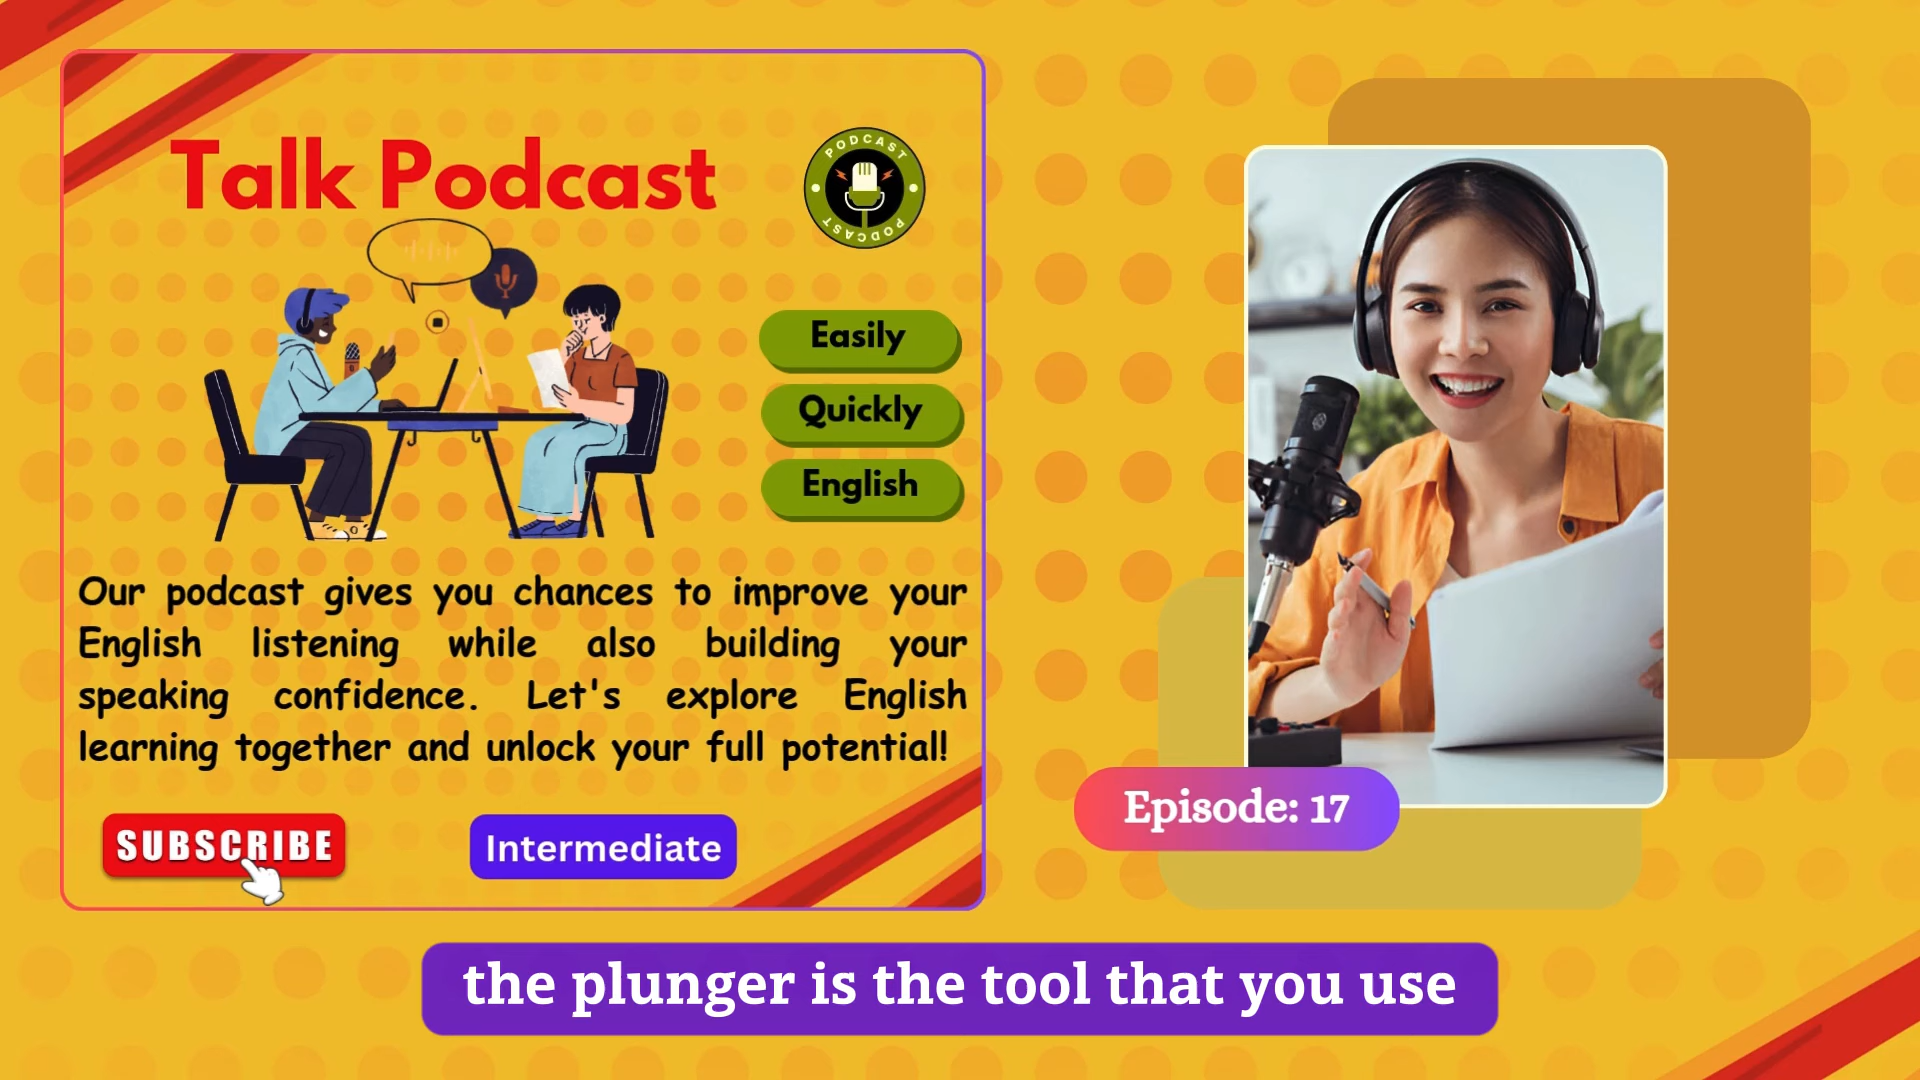 Talk Podcast
PODCAST
PODCAST
Easily
Quickly
English
Our podcast gives you chances to improve your
English listening while also building your
speaking confidence. Let's explore English
learning together and unlock your full potential!
SUBSCRIBE
Intermediate
Episode: 17
the plunger is the tool that you use